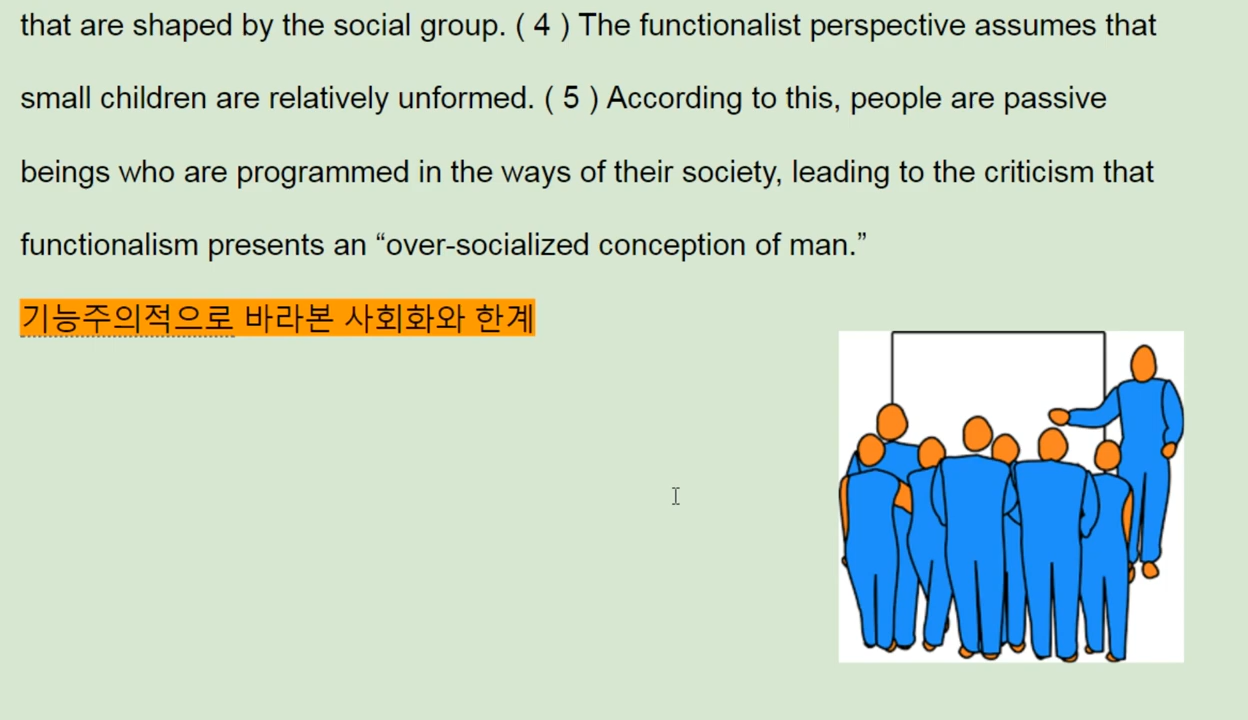 that are shaped by the social group. ( 4 ) The functionalist perspective assumes that
small children are relatively unformed. ( 5 ) According to this, people are passive
beings who are programmed in the ways of their society, leading to the criticism that
functionalism presents an “over-socialized conception of man.”
기능주의적으로 바라본 사회화와 한계